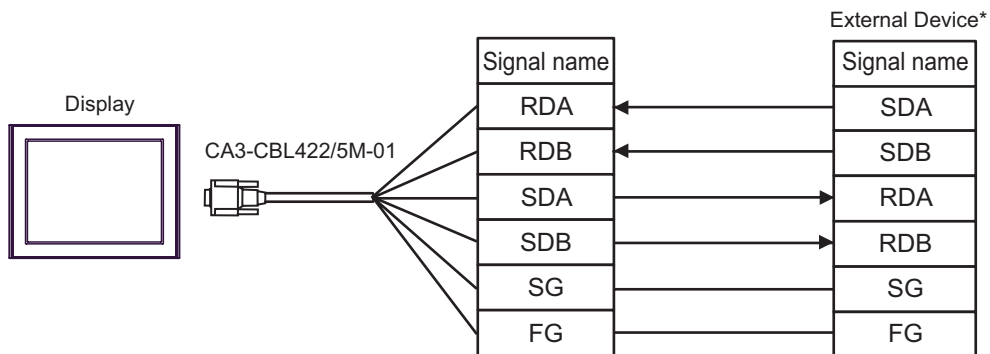 External Device*
Signal name Signal name
Display
RDA SDA
CA3-CBL422/5M-01
RDB SDB
SDA RDA
SDB RDB
SG SG
FG FG